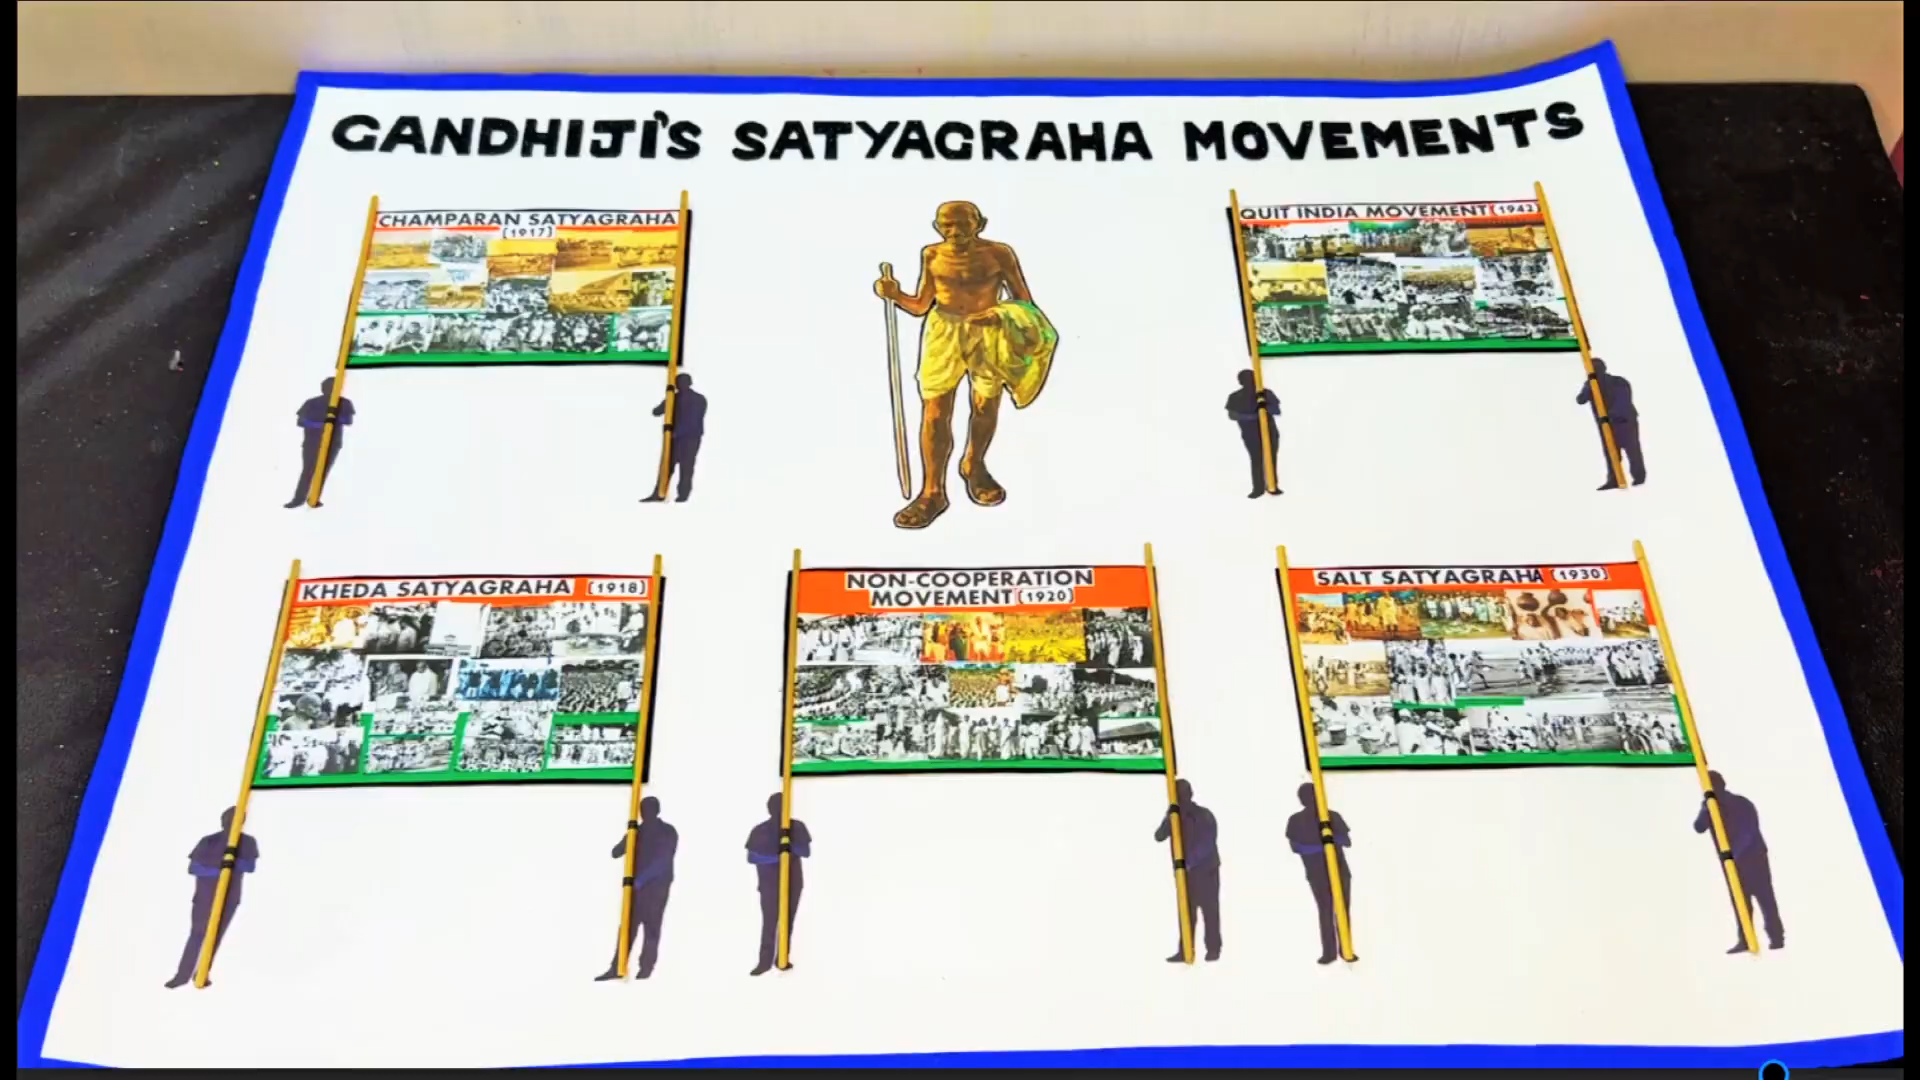 GANDHIJI'S SATYAGRAHA MOVEMENTS
CHAMPARAN SATYAGRAHA
(1917)
QUIT INDIA MOVEMENT (1942)
KHEDA SATYAGRAHA (1918)
NON-COOPERATION
MOVEMENT (1920)
SALT SATYAGRAHA (1930)